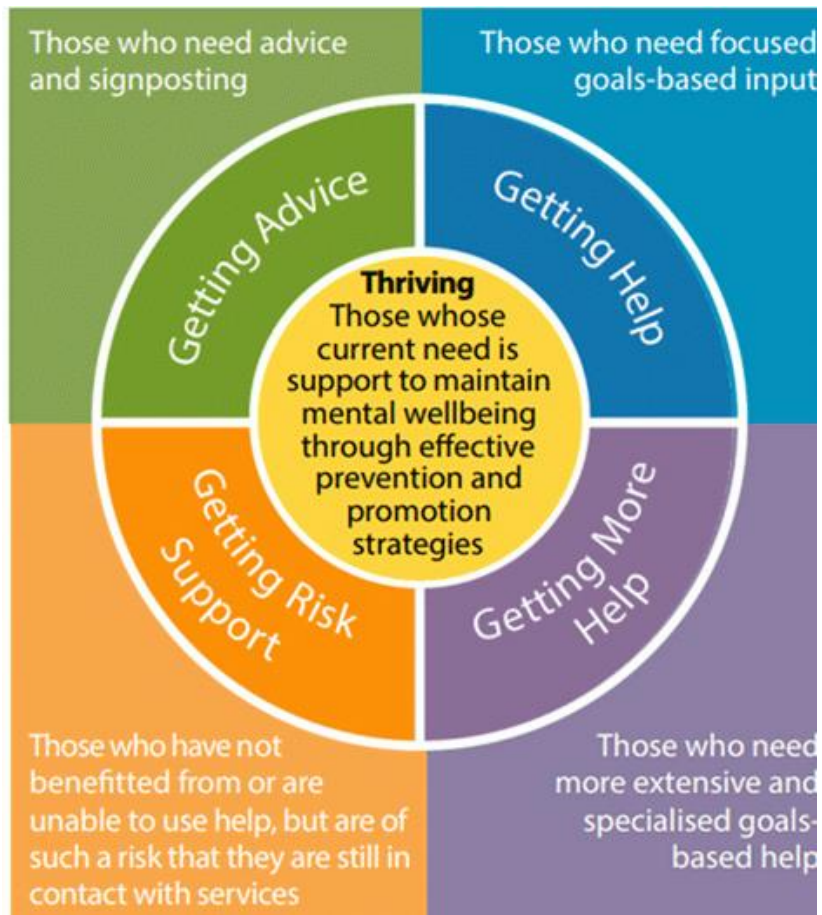 Those who need advice
and signposting
Those who need focused
goals-based input
Getting Advice
Getting Help
Thriving
Those whose
current need is
support to maintain
mental wellbeing
through effective
prevention and
promotion
strategies
Getting Risk
Support
Getting More
Help
Those who have not
benefitted from or are
unable to use help, but are of
such a risk that they are still in
contact with services
Those who need
more extensive and
specialised goals-
based help